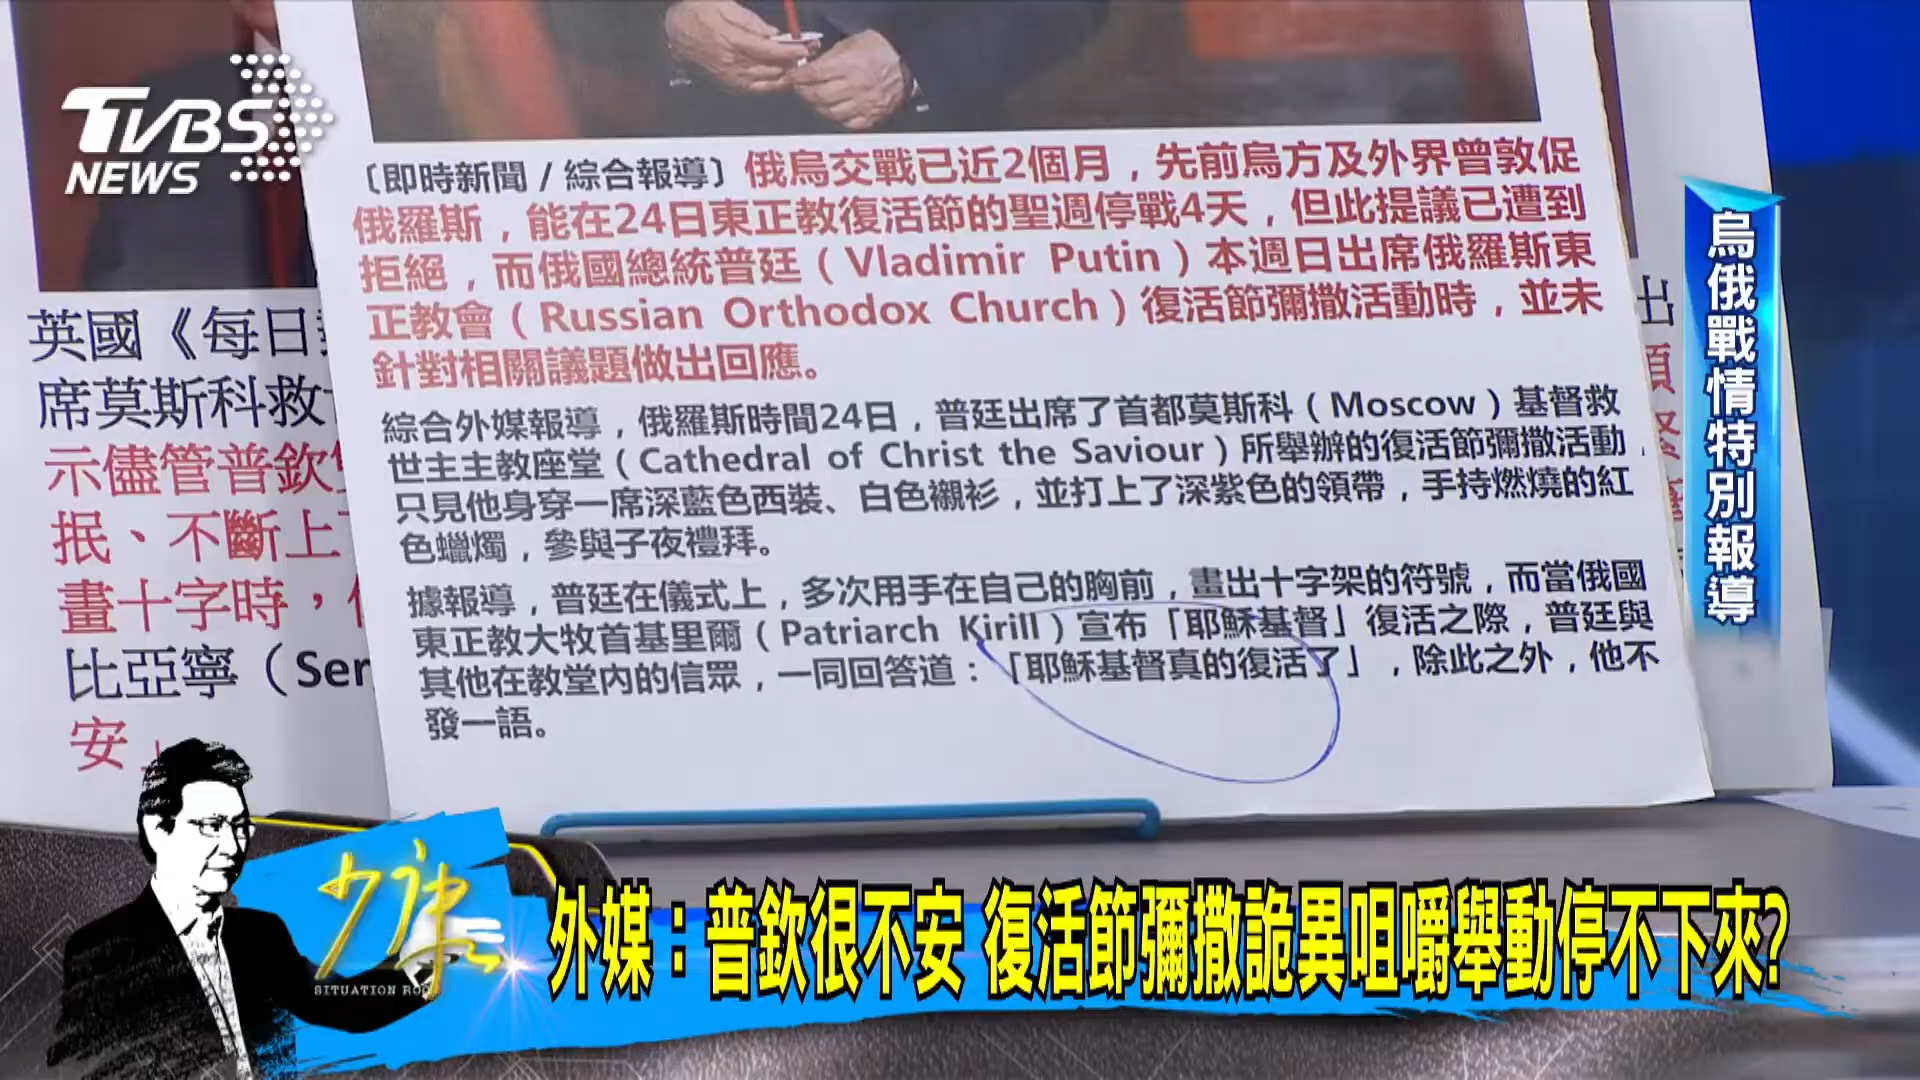 TVBS
NEWS
〔即時新聞/綜合報導〕俄烏交戰已近2個月，先前烏方及外界曾敦促
俄羅斯，能在24日東正教復活節的聖週停戰4天，但此提議已遭到
拒絕，而俄國總統普廷（Vladimir Putin）本週日出席俄羅斯東
正教會（Russian Orthodox Church）復活節彌撒活動時，並未
針對相關議題做出回應。
綜合外媒報導，俄羅斯時間24日，普廷出席了首都莫斯科（Moscow）基督救
世主主教座堂（Cathedral of Christ the Saviour）所舉辦的復活節彌撒活動，
只見他身穿一席深藍色西裝、白色襯衫，並打上了深紫色的領帶，手持燃燒的紅
色蠟燭，參與子夜禮拜。
據報導，普廷在儀式上，多次用手在自己的胸前，畫出十字架的符號，而當俄國
東正教大牧首基里爾（Patriarch Kirill）宣布「耶穌基督」復活之際，普廷與
其他在教堂內的信眾，一同回答道：「耶穌基督真的復活了」，除此之外，他不
發一語。
英國《每日
席莫斯科救
示儘管普欽
抿、不斷上
畫十字時，
比亞寧（Ser
安」
出
烏俄戰情特別報導
少康
SITUATION ROO
外媒：普欽很不安 復活節彌撒詭異咀嚼舉動停不下來?